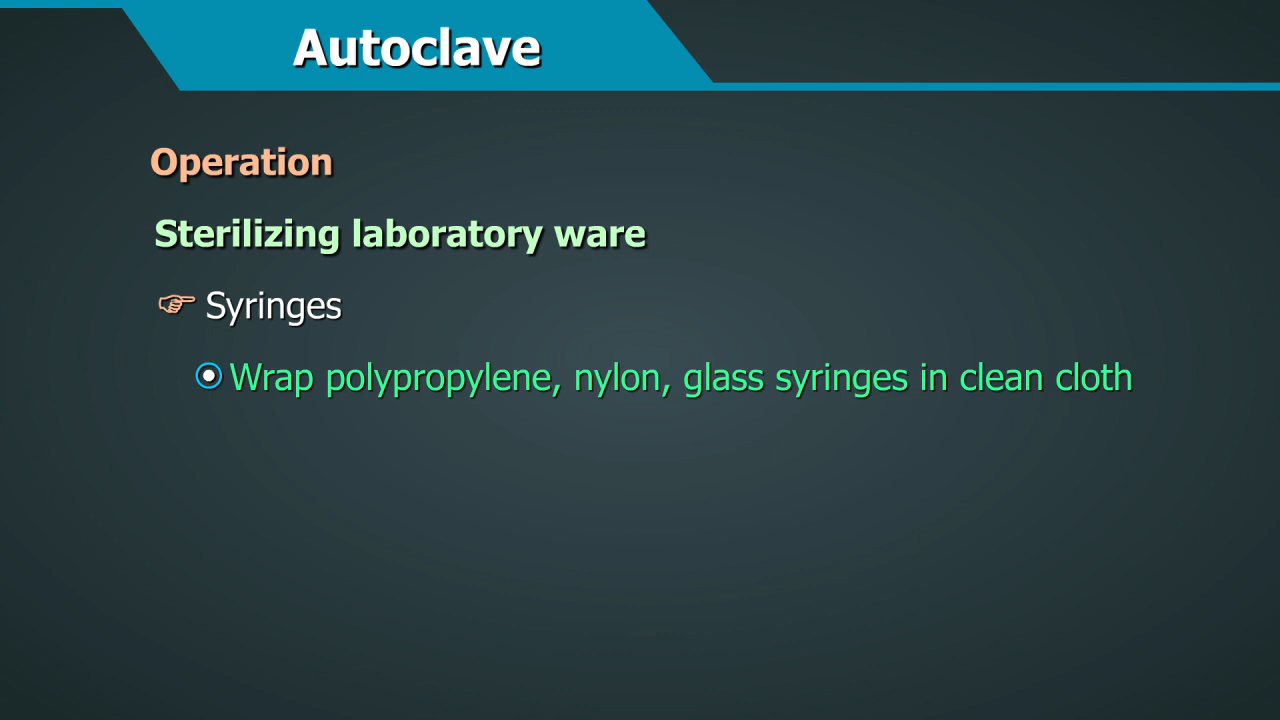 Autoclave
Operation
Sterilizing laboratory ware
Syringes
Wrap polypropylene, nylon, glass syringes in clean cloth